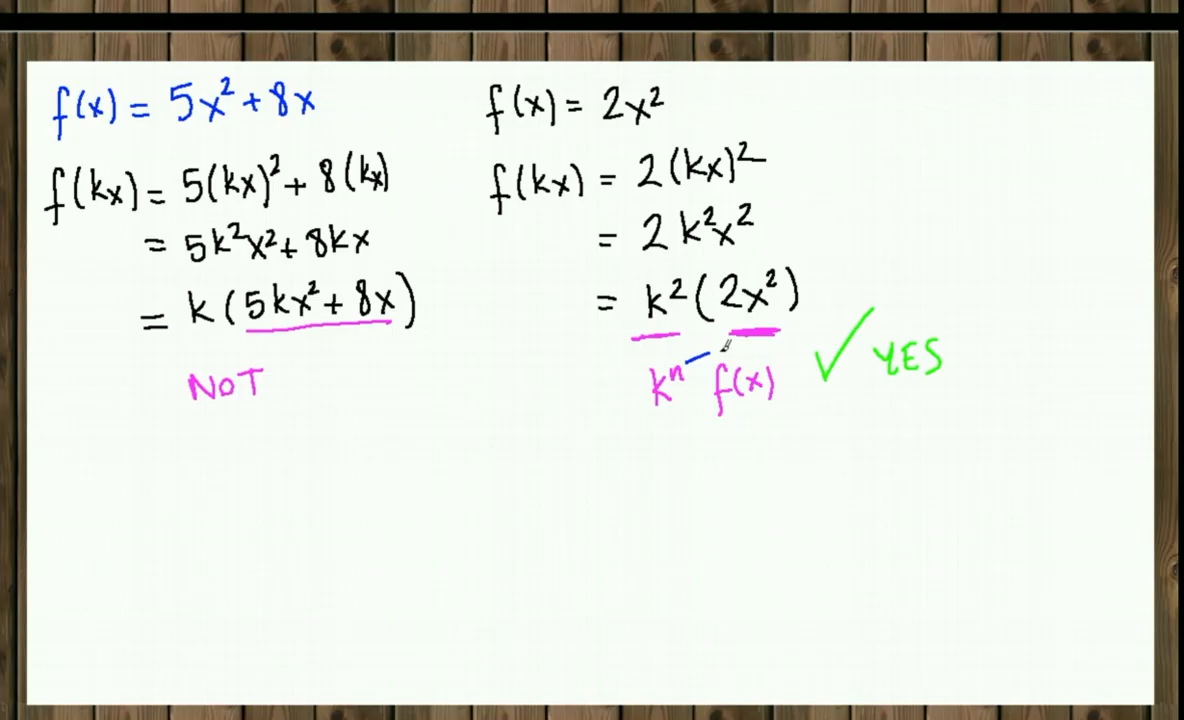 f(x) = 5x² + 8x
f(kx) = 5(kx)² + 8(kx)
= 5k²x² + 8kx
= k(5kx² + 8x)
NOT
f(x) = 2x²
f(kx) = 2(kx)²
= 2k²x²
= k²(2x²)
kⁿ f(x) ✓ YES